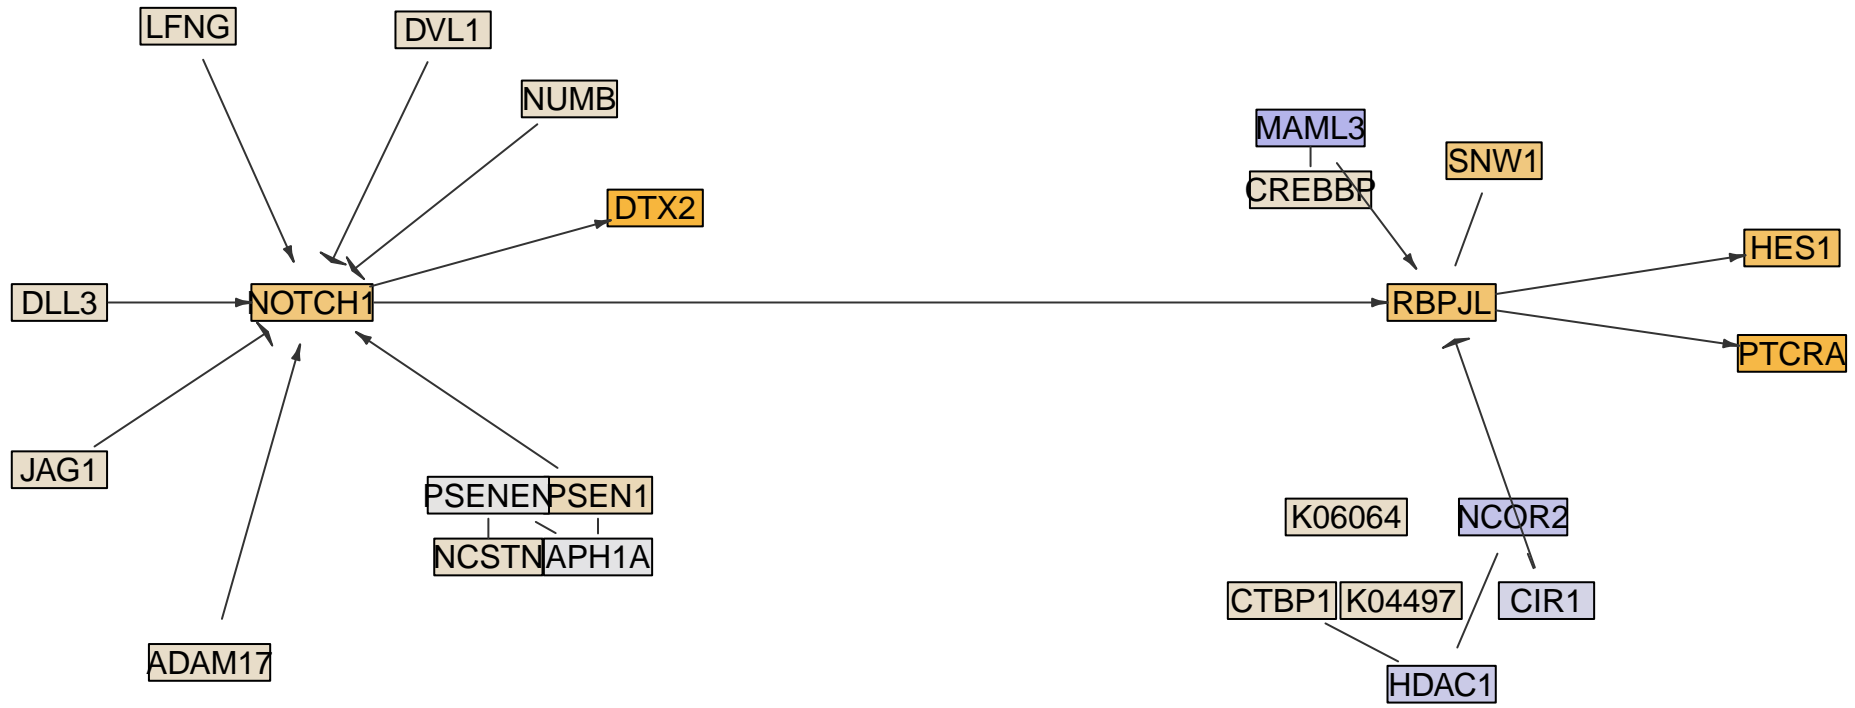 LFNG
DVL1
NUMB
MAML3
SNW1
CREBBP
DTX2
HES1
DLL3
NOTCH1
RBPJL
PTCRA
JAG1
PSENEN
PSEN1
K06064
NCOR2
NCSTN
APH1A
CTBP1
K04497
CIR1
ADAM17
HDAC1